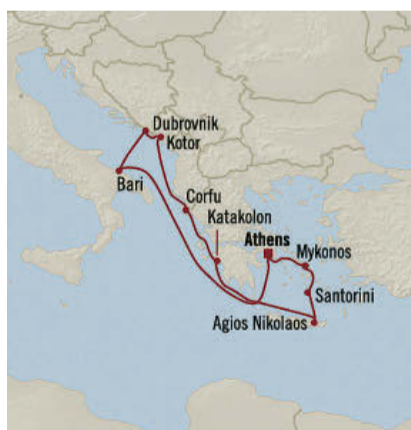 Dubrovnik
Kotor
Bari
Corfu
Katakolon
Athens
Mykonos
Santorini
Agios Nikolaos